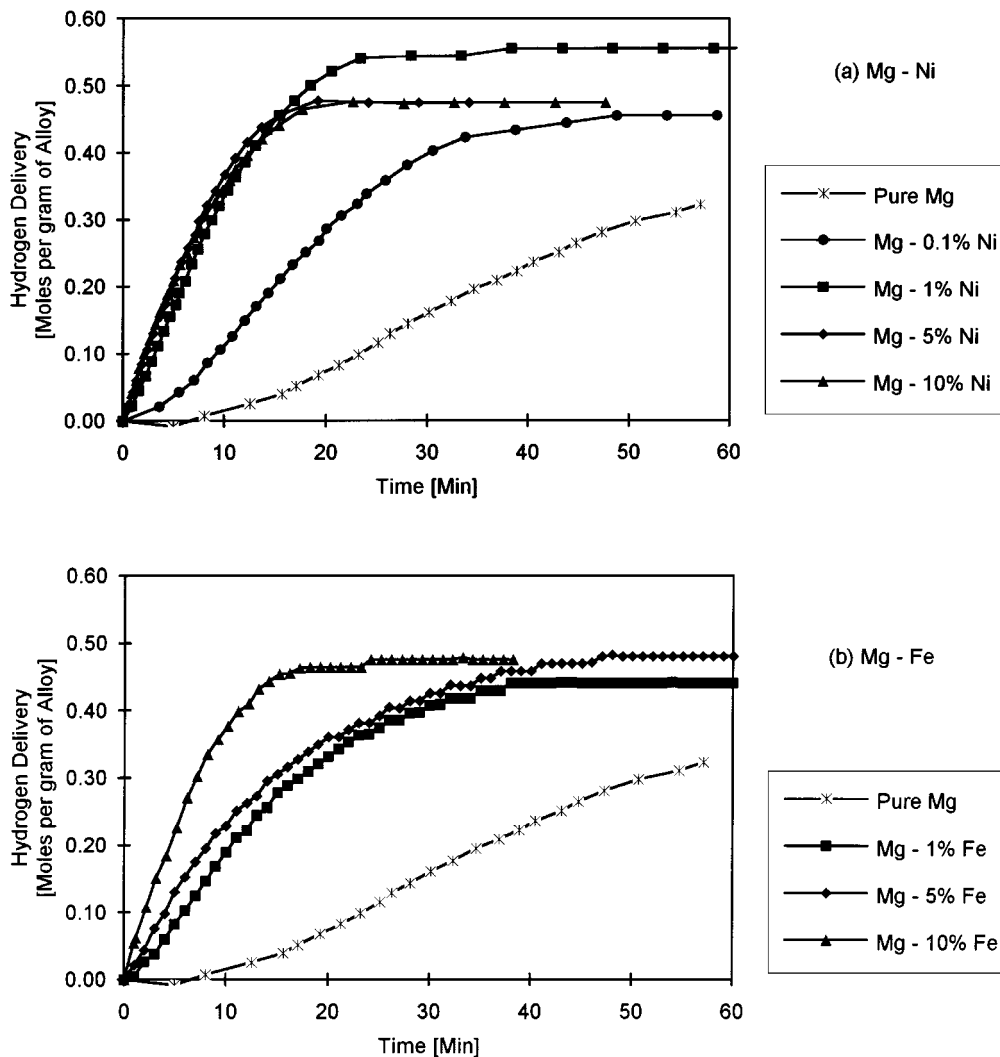 0.60
0.50
0.40
0.30
0.20
0.10
0.00
Hydrogen Delivery
[Moles per gram of Alloy]
0 10 20 30 40 50 60
Time [Min]
(a) Mg - Ni
Pure Mg
Mg - 0.1% Ni
Mg - 1% Ni
Mg - 5% Ni
Mg - 10% Ni
0.60
0.50
0.40
0.30
0.20
0.10
0.00
Hydrogen Delivery
[Moles per gram of Alloy]
0 10 20 30 40 50 60
Time [Min]
(b) Mg - Fe
Pure Mg
Mg - 1% Fe
Mg - 5% Fe
Mg - 10% Fe